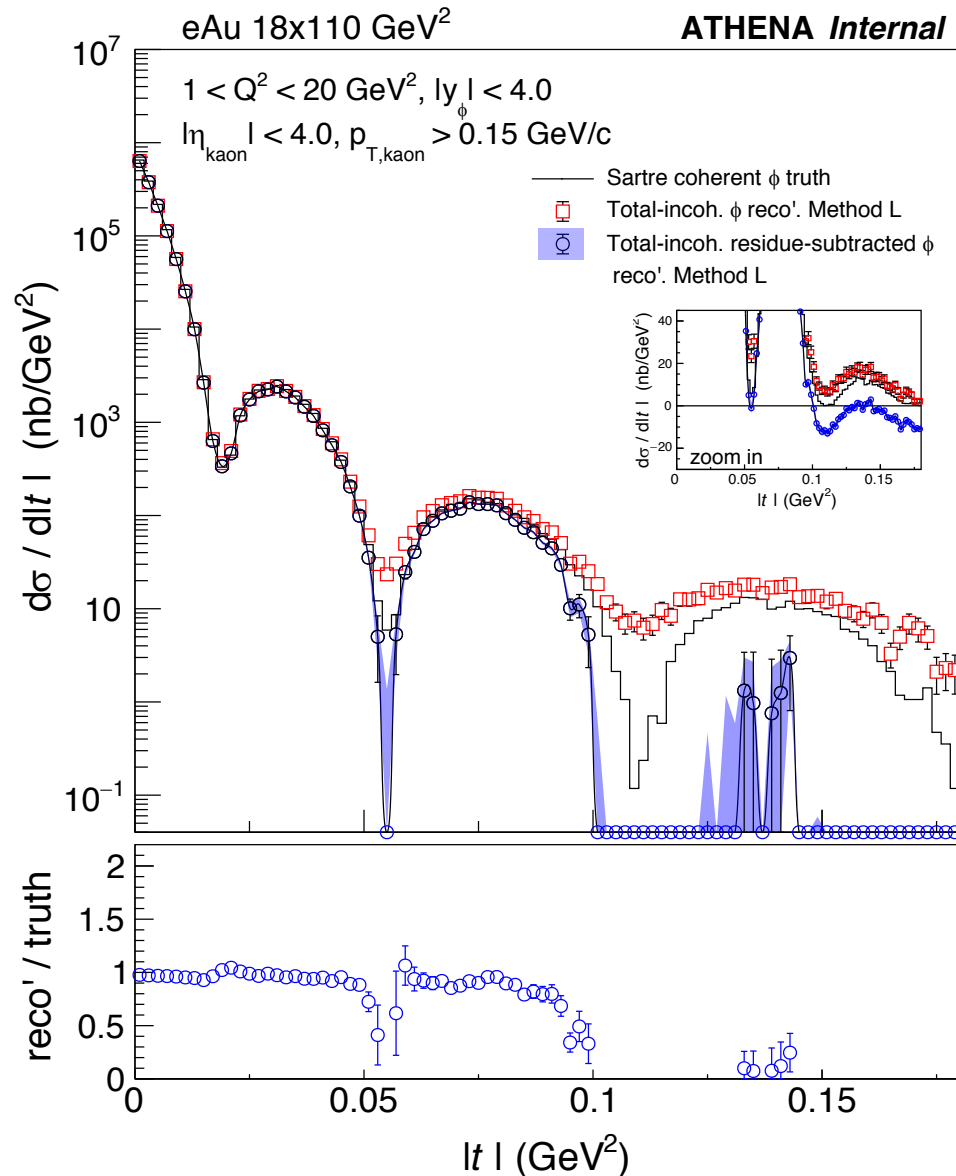 eAu 18x110 GeV² ATHENA Internal
1 < Q² < 20 GeV², |y_ϕ| < 4.0
|η_kaon| < 4.0, p_T,kaon > 0.15 GeV/c
Sartre coherent ϕ truth
Total-incoh. ϕ reco'. Method L
Total-incoh. residue-subtracted ϕ
reco'. Method L
dσ / d|t| (nb/GeV²)
10⁷
10⁵
10³
10
10⁻¹
dσ / d|t| (nb/GeV²)
40
20
0
−20
zoom in
0 0.05 0.1 0.15
|t| (GeV²)
reco' / truth
2
1.5
1
0.5
0
0 0.05 0.1 0.15
|t| (GeV²)